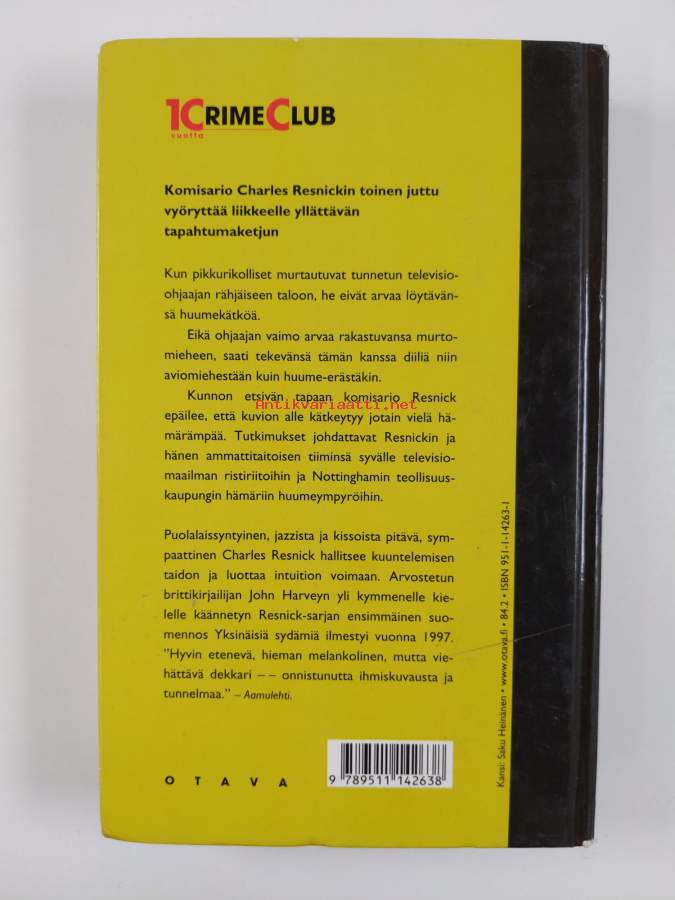 1CRIMECLUB
vuotta
Komisario Charles Resnickin toinen juttu
vyöryttää liikkeelle yllättävän
tapahtumaketjun
Kun pikkurikolliset murtautuvat tunnetun televisio-
ohjaajan rähjäiseen taloon, he eivät arvaa löytävän-
sä huumekätköä.
Eikä ohjaajan vaimo arvaa rakastuvansa murto-
mieheen, saati tekevänsä tämän kanssa diiliä niin
aviomiehestään kuin huume-erästäkin.
Kunnon etsivän tapaan komisario Resnick
Antikvariaatti.net
epäilee, että kuvion alle kätkeytyy jotain vielä hä-
märämpää. Tutkimukset johdattavat Resnickin ja
hänen ammattitaitoisen tiiminsä syvälle televisio-
maailman ristiriitoihin ja Nottinghamin teollisuus-
kaupungin hämäriin huumeympyröihin.
Puolalaissyntyinen, jazzista ja kissoista pitävä, sym-
paattinen Charles Resnick hallitsee kuuntelemisen
taidon ja luottaa intuition voimaan. Arvostetun
brittikirjailijan John Harveyn yli kymmenelle kie-
lelle käännetyn Resnick-sarjan ensimmäinen suo-
mennos Yksinäisiä sydämiä ilmestyi vuonna 1997.
”Hyvin etenevä, hieman melankolinen, mutta vie-
hättävä dekkari – – onnistunutta ihmiskuvausta ja
tunnelmaa.” – Aamulehti.
OTAVA
9 789511 142638
Kansi: Saku Heinänen • www.otava.fi • 84.2 • ISBN 951-1-14263-1